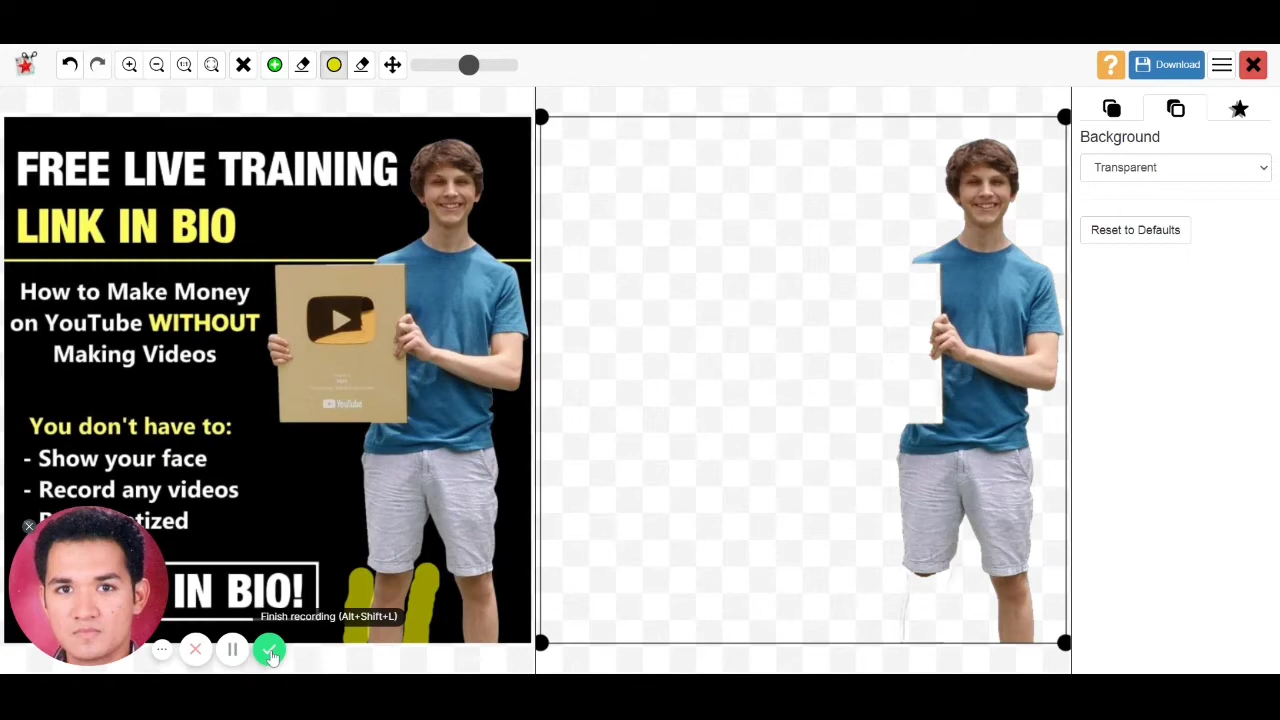 Download
FREE LIVE TRAINING
LINK IN BIO
How to Make Money
on YouTube WITHOUT
Making Videos
YouTube
You don't have to:
- Show your face
- Record any videos
IN BIO!
Finish recording (Alt+Shift+L)
Background
Transparent
Reset to Defaults